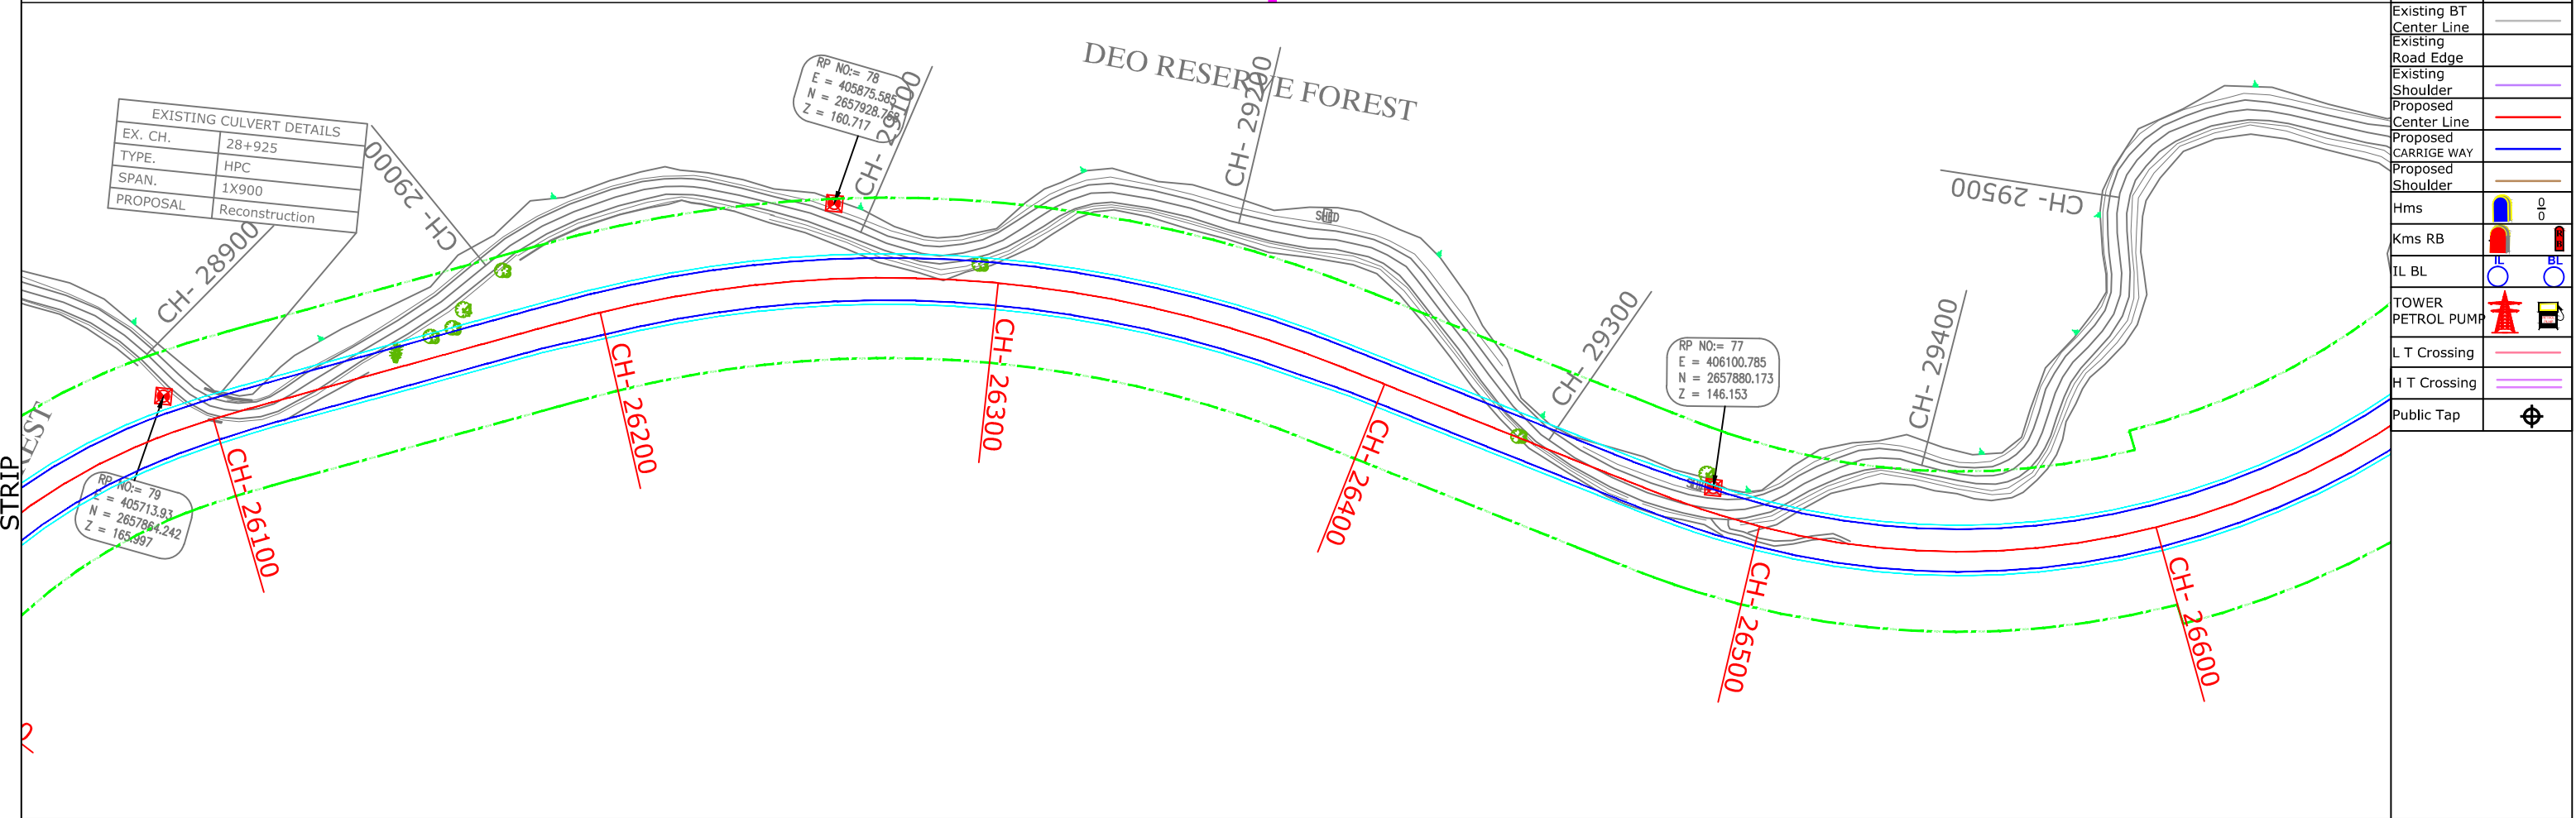 DEO RESERVE FOREST
EXISTING CULVERT DETAILS
EX. CH. 28+925
TYPE. HPC
SPAN. 1X900
PROPOSAL Reconstruction
CH- 28900
CH- 29000
RP NO:= 78
E = 405875.585
N = 2657928.768
Z = 160.717
CH- 29100
CH- 29200
SHED
CH- 29300
RP NO:= 77
E = 406100.785
N = 2657880.173
Z = 146.153
CH- 29400
CH- 29500
STRIP
REST
RP NO:= 79
E = 405713.93
N = 2657864.242
Z = 165.997
CH- 26100
CH- 26200
CH- 26300
CH- 26400
CH- 26500
CH- 26600
Existing BT
Center Line
Existing
Road Edge
Existing
Shoulder
Proposed
Center Line
Proposed
CARRIGE WAY
Proposed
Shoulder
Hms 0
0
Kms RB
IL BL IL BL
TOWER
PETROL PUMP
L T Crossing
H T Crossing
Public Tap